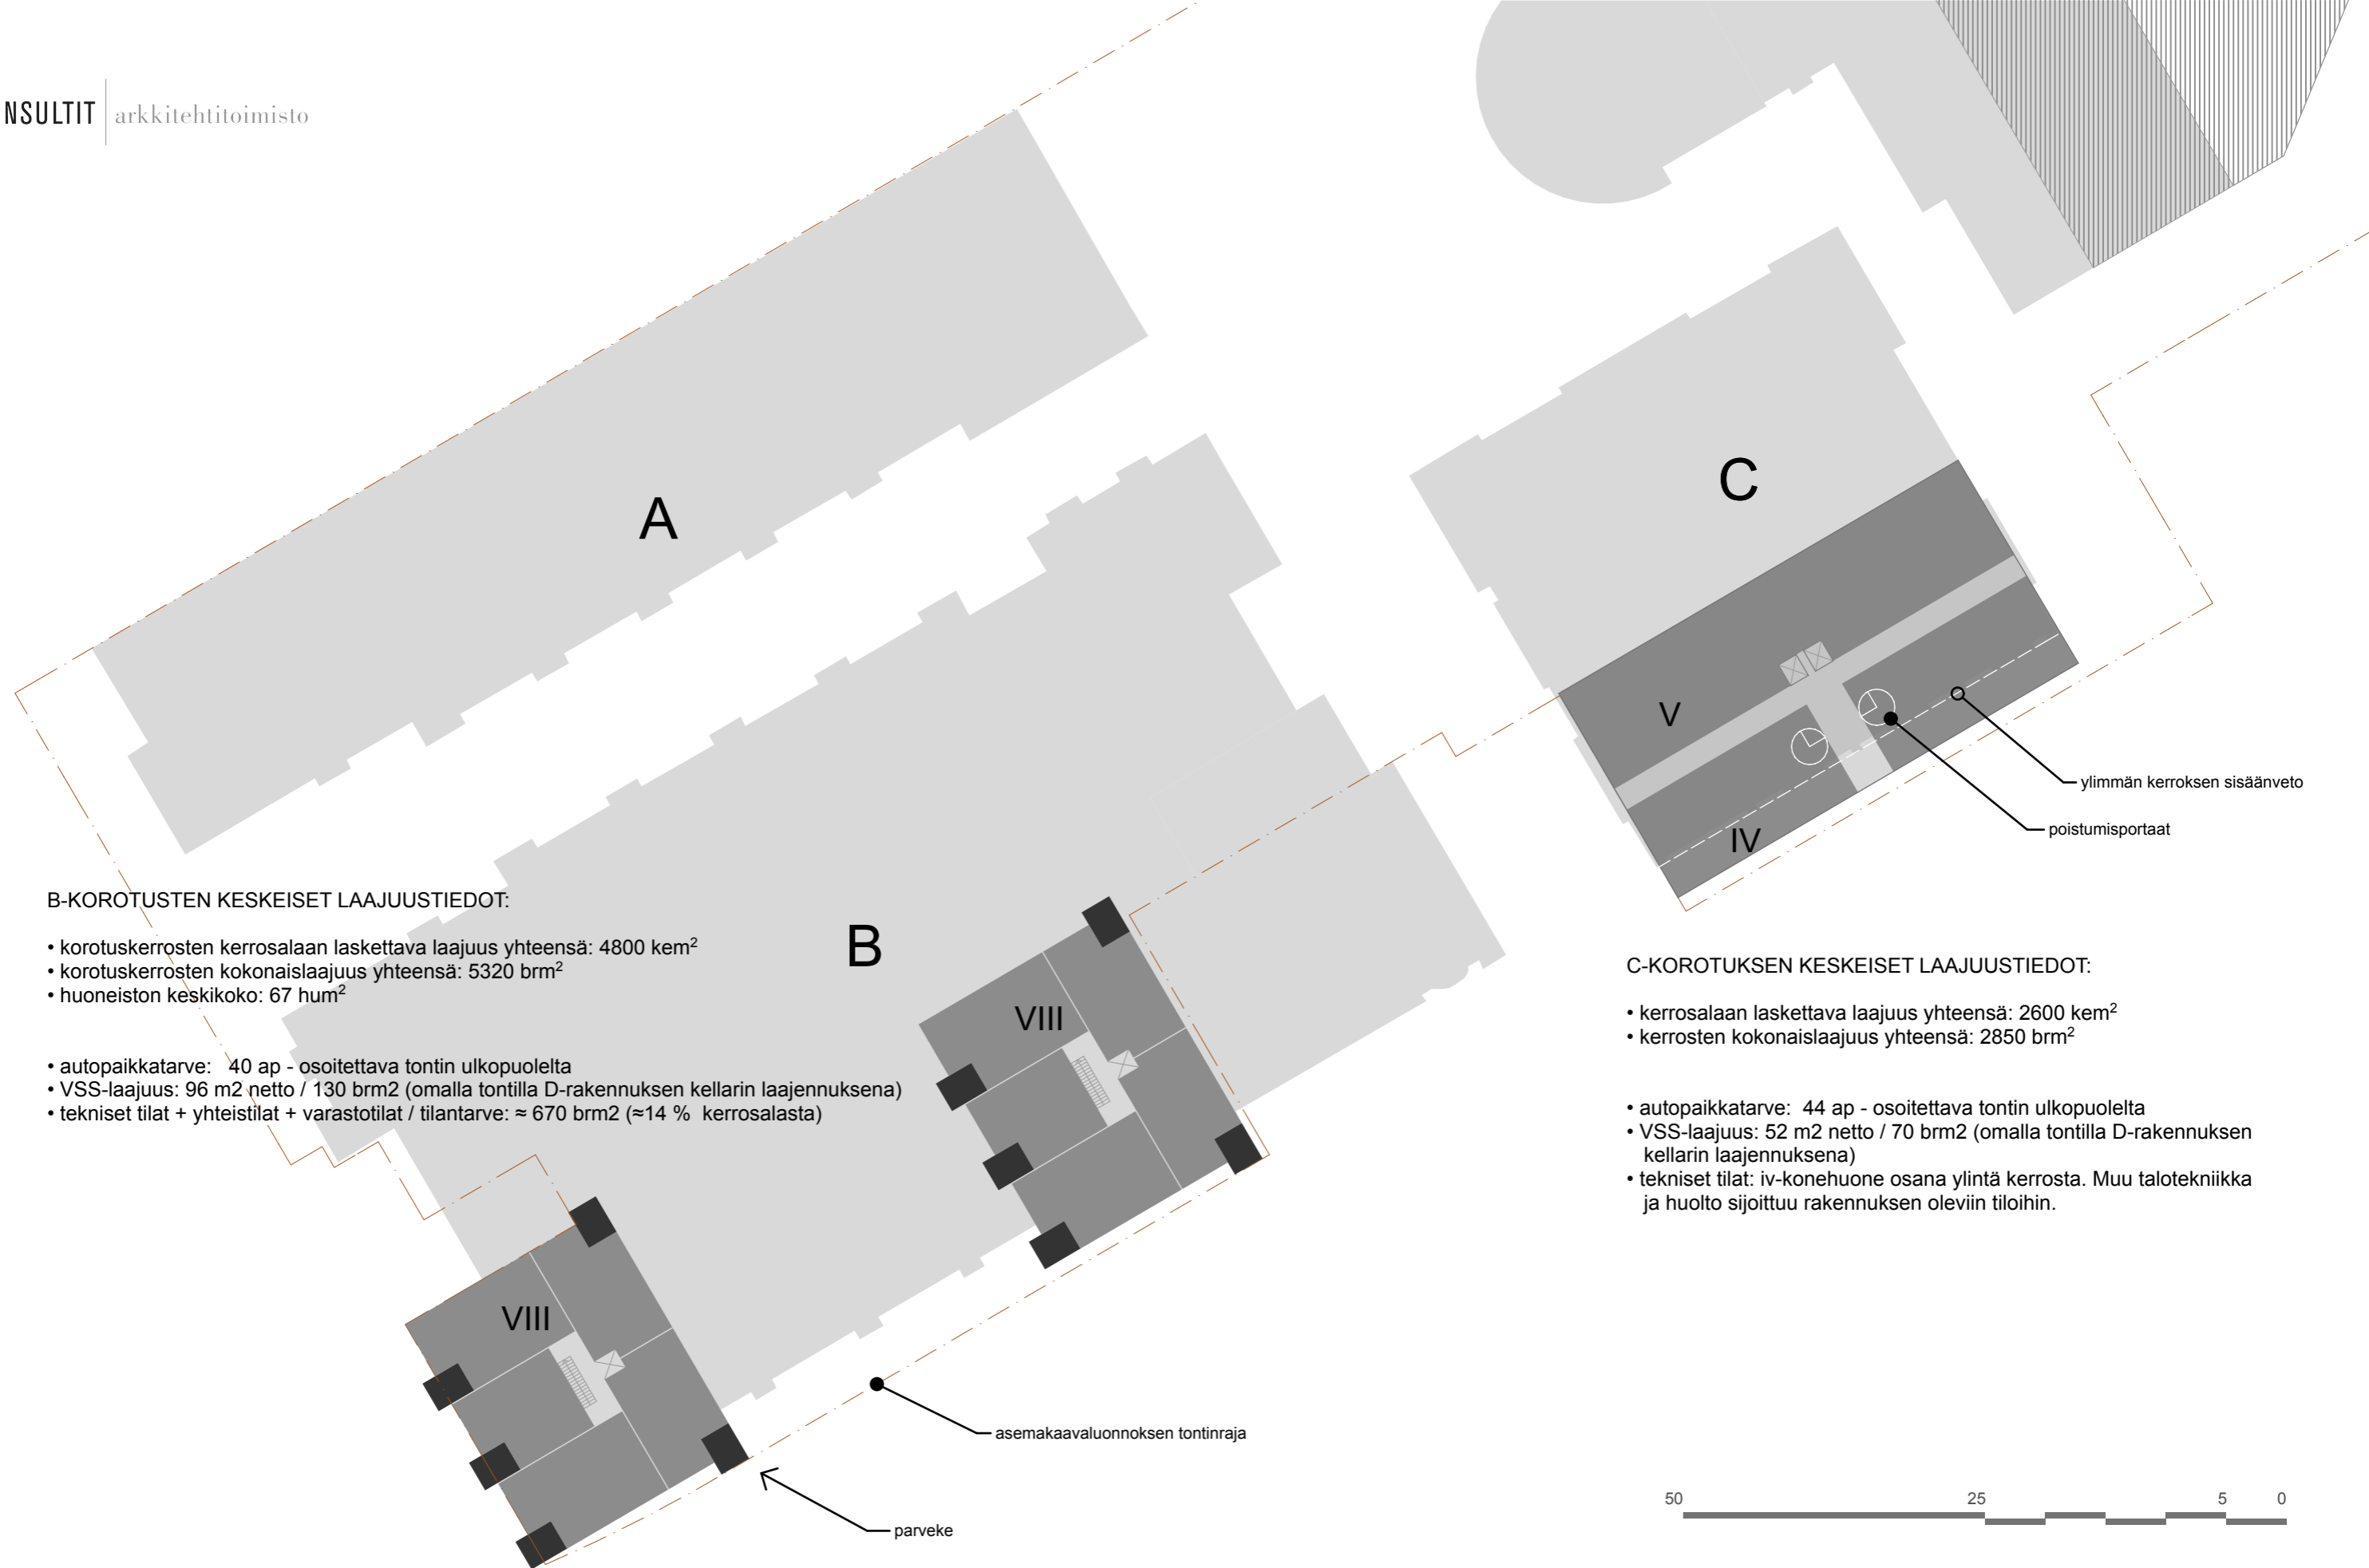 NSULTIT arkkitehtitoimisto
A
C
V
ylimmän kerroksen sisäänveto
poistumisportaat
IV
B-KOROTUSTEN KESKEISET LAAJUUSTIEDOT:
• korotuskerrosten kerrosalaan laskettava laajuus yhteensä: 4800 kem²
• korotuskerrosten kokonaislaajuus yhteensä: 5320 brm²
• huoneiston keskikoko: 67 hum²
• autopaikkatarve: 40 ap - osoitettava tontin ulkopuolelta
• VSS-laajuus: 96 m2 netto / 130 brm2 (omalla tontilla D-rakennuksen kellarin laajennuksena)
• tekniset tilat + yhteistilat + varastotilat / tilantarve: ≈ 670 brm2 (≈14 % kerrosalasta)
B
VIII
C-KOROTUKSEN KESKEISET LAAJUUSTIEDOT:
• kerrosalaan laskettava laajuus yhteensä: 2600 kem²
• kerrosten kokonaislaajuus yhteensä: 2850 brm²
• autopaikkatarve: 44 ap - osoitettava tontin ulkopuolelta
• VSS-laajuus: 52 m2 netto / 70 brm2 (omalla tontilla D-rakennuksen
kellarin laajennuksena)
• tekniset tilat: iv-konehuone osana ylintä kerrosta. Muu talotekniikka
ja huolto sijoittuu rakennuksen oleviin tiloihin.
VIII
asemakaavaluonnoksen tontinraja
parveke
50 25 5 0